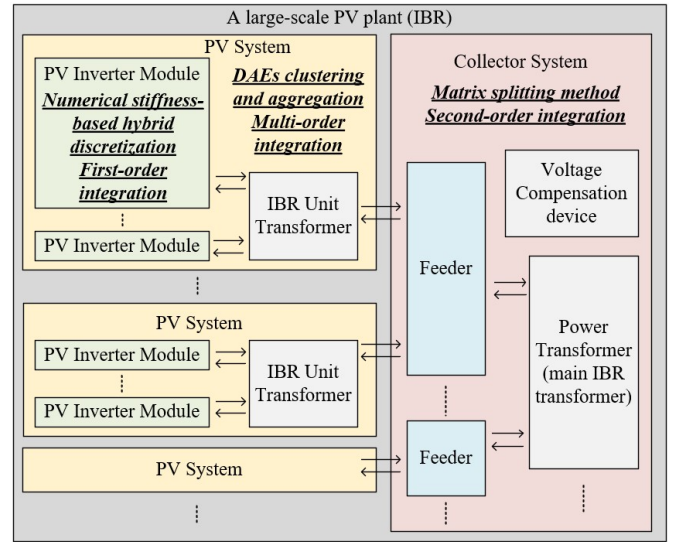 A large-scale PV plant (IBR)
PV System
PV Inverter Module
Numerical stiffness-
based hybrid
discretization
First-order
integration
DAEs clustering
and aggregation
Multi-order
integration
IBR Unit
Transformer
PV Inverter Module
PV System
PV Inverter Module
IBR Unit
Transformer
PV Inverter Module
PV System
Collector System
Matrix splitting method
Second-order integration
Voltage
Compensation
device
Feeder
Power
Transformer
(main IBR
transformer)
Feeder